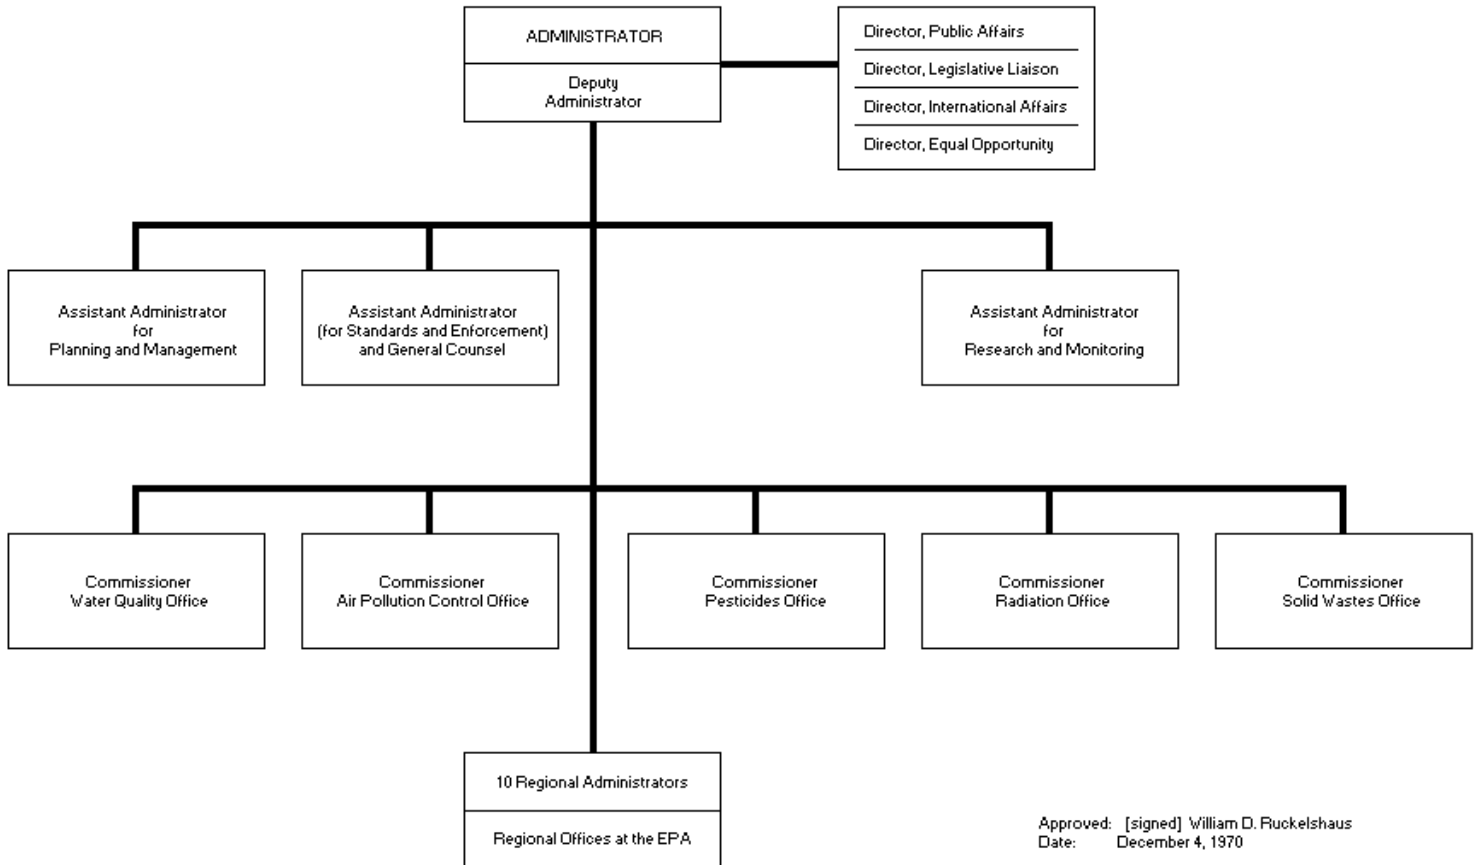 ADMINISTRATOR
Deputy
Administrator
Director, Public Affairs
Director, Legislative Liaison
Director, International Affairs
Director, Equal Opportunity
Assistant Administrator
for
Planning and Management
Assistant Administrator
(for Standards and Enforcement)
and General Counsel
Assistant Administrator
for
Research and Monitoring
Commissioner
Water Quality Office
Commissioner
Air Pollution Control Office
Commissioner
Pesticides Office
Commissioner
Radiation Office
Commissioner
Solid Wastes Office
10 Regional Administrators
Regional Offices at the EPA
Approved: [signed] William D. Ruckelshaus
Date: December 4, 1970